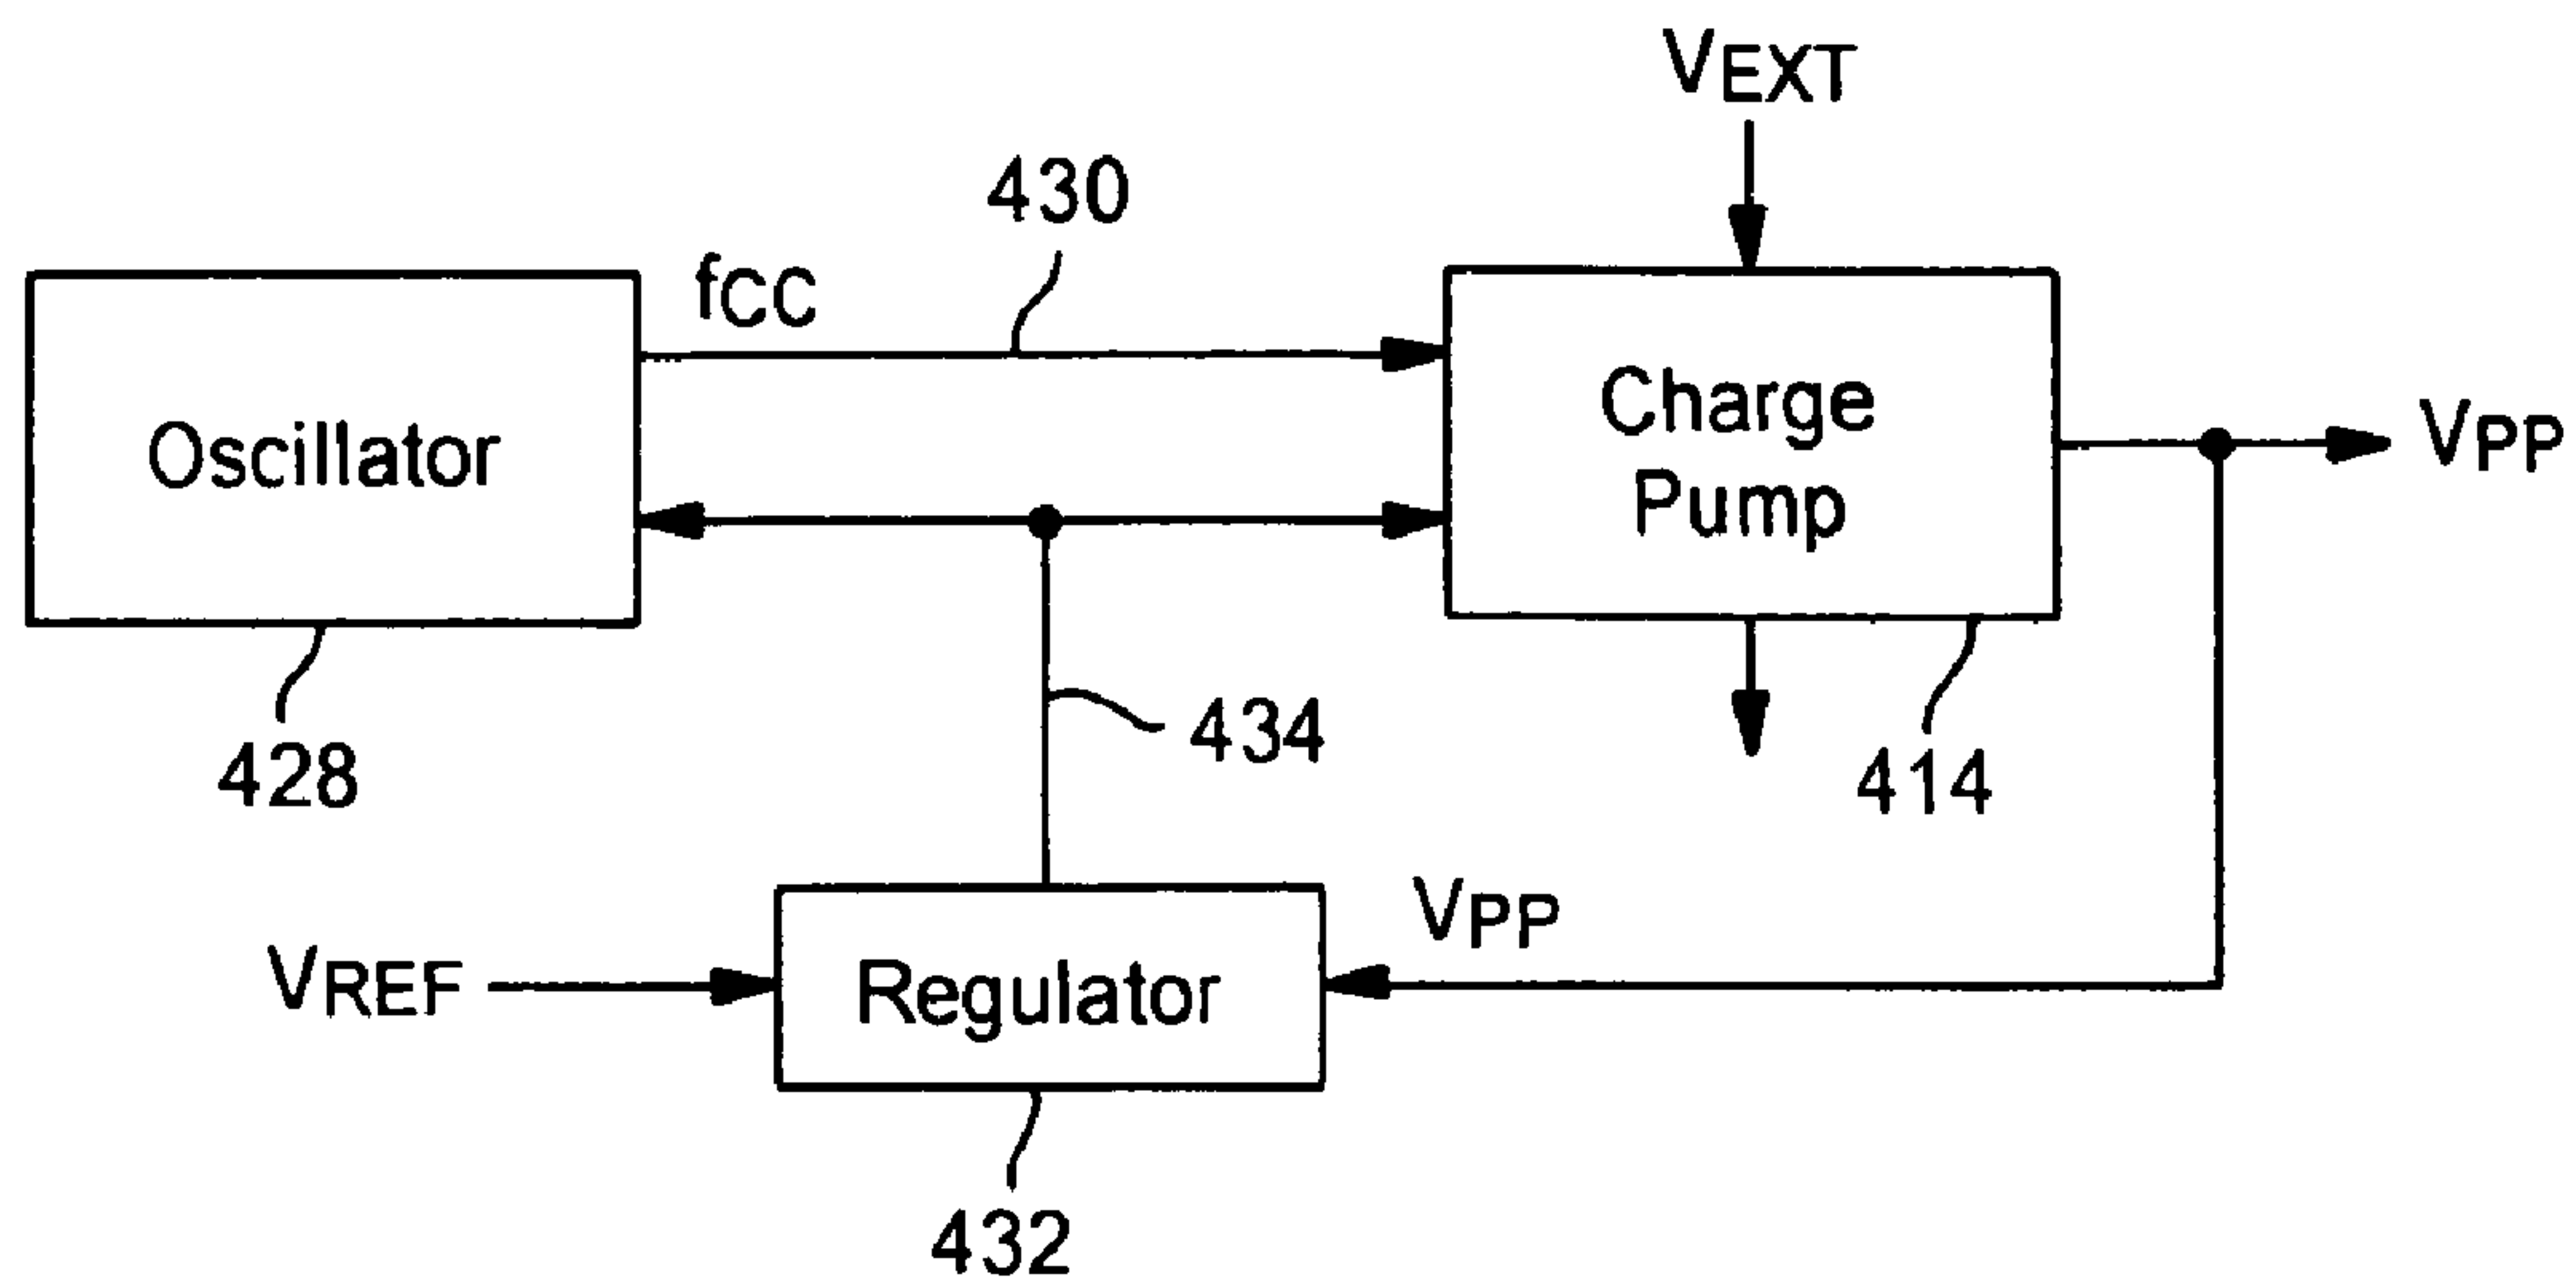 VEXT
430
fCC
Oscillator
Charge
Pump
VPP
428
434
414
VREF
Regulator
VPP
432